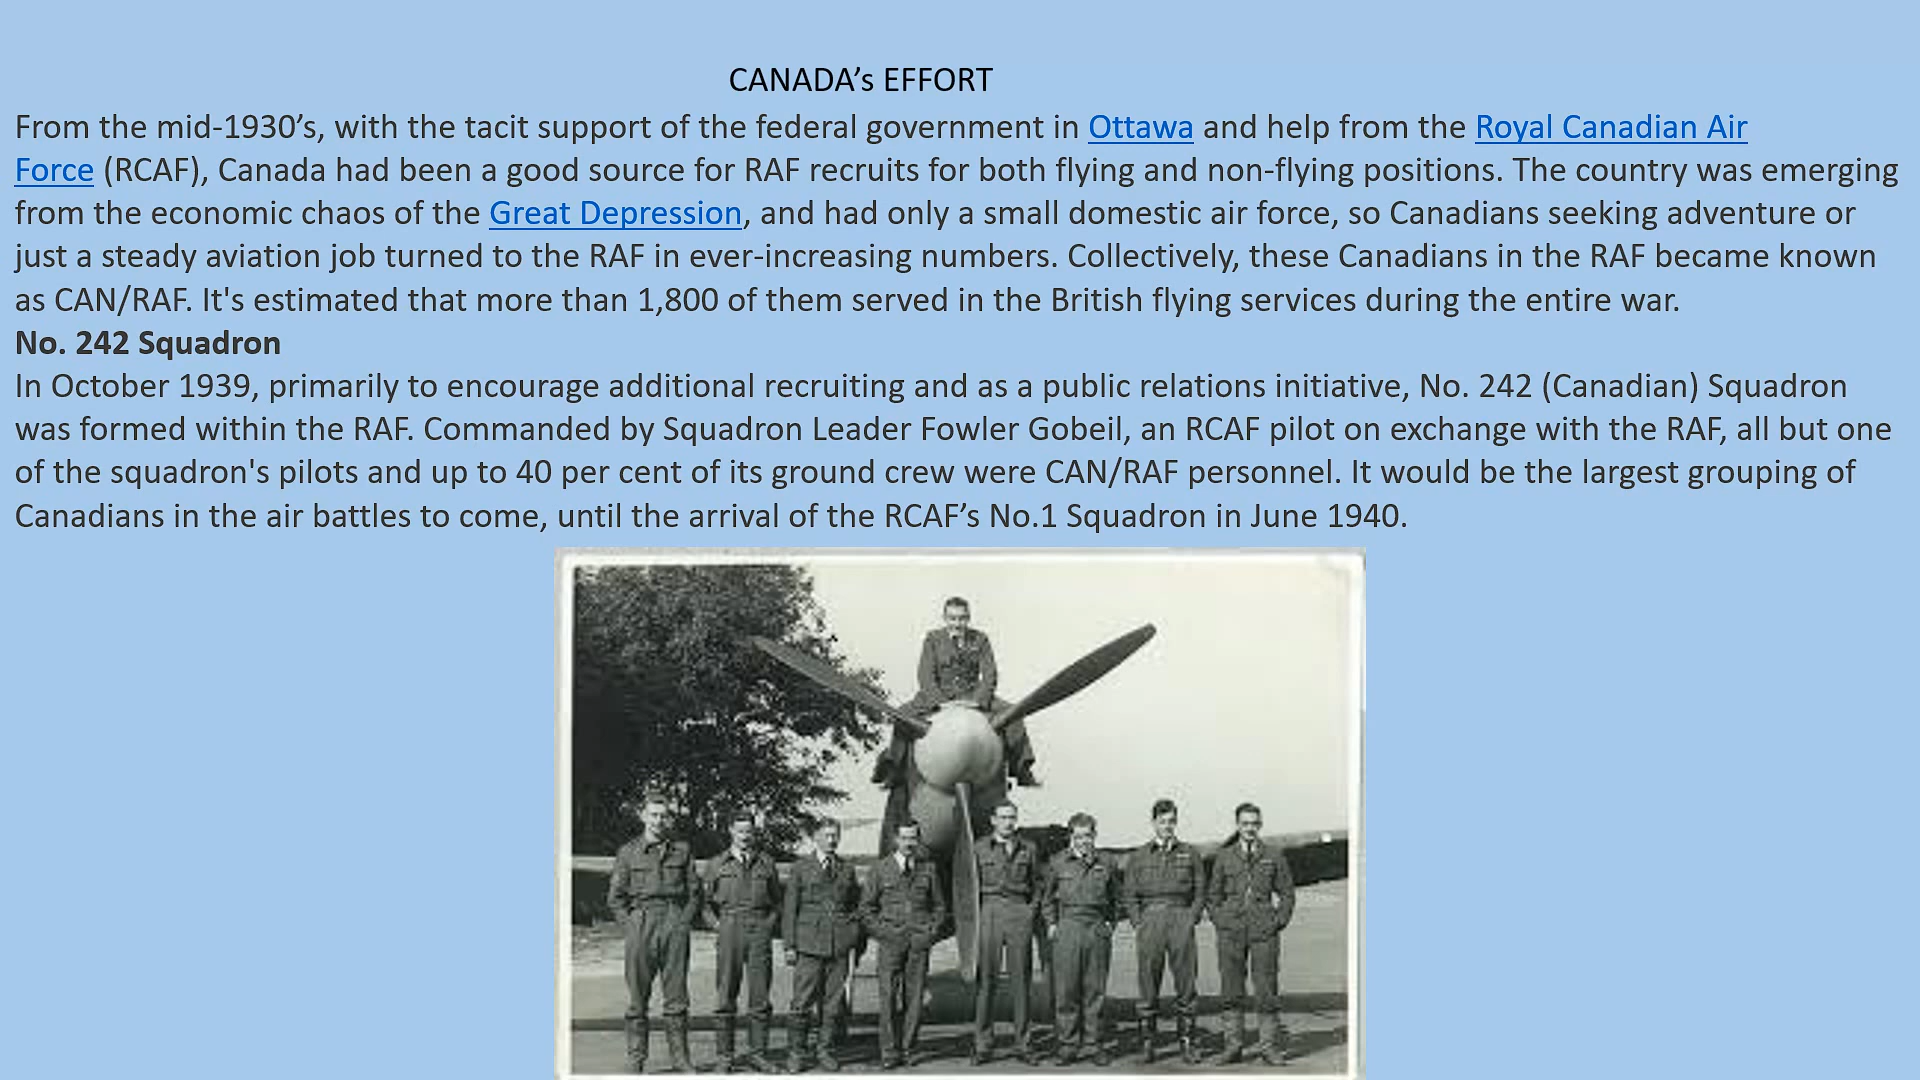 CANADA’s EFFORT
From the mid-1930’s, with the tacit support of the federal government in Ottawa and help from the Royal Canadian Air
Force (RCAF), Canada had been a good source for RAF recruits for both flying and non-flying positions. The country was emerging
from the economic chaos of the Great Depression, and had only a small domestic air force, so Canadians seeking adventure or
just a steady aviation job turned to the RAF in ever-increasing numbers. Collectively, these Canadians in the RAF became known
as CAN/RAF. It's estimated that more than 1,800 of them served in the British flying services during the entire war.
No. 242 Squadron
In October 1939, primarily to encourage additional recruiting and as a public relations initiative, No. 242 (Canadian) Squadron
was formed within the RAF. Commanded by Squadron Leader Fowler Gobeil, an RCAF pilot on exchange with the RAF, all but one
of the squadron's pilots and up to 40 per cent of its ground crew were CAN/RAF personnel. It would be the largest grouping of
Canadians in the air battles to come, until the arrival of the RCAF’s No.1 Squadron in June 1940.